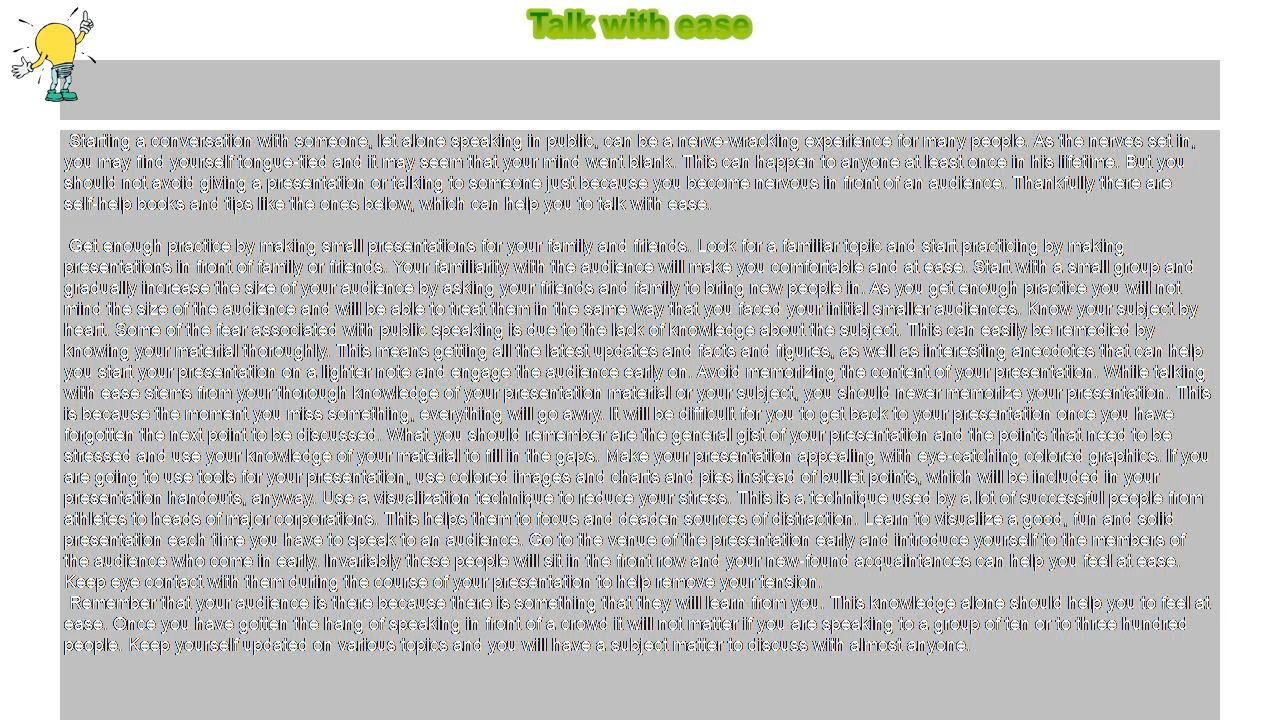 Talk with ease
Starting a conversation with someone, let alone speaking in public, can be a nerve-wracking experience for many people. As the nerves set in,
you may find yourself tongue-tied and it may seem that your mind went blank. This can happen to anyone at least once in his lifetime. But you
should not avoid giving a presentation or talking to someone just because you become nervous in front of an audience. Thankfully there are
self-help books and tips like the ones below, which can help you to talk with ease.
Get enough practice by making small presentations for your family and friends. Look for a familiar topic and start practicing by making
presentations in front of family or friends. Your familiarity with the audience will make you comfortable and at ease. Start with a small group and
gradually increase the size of your audience by asking your friends and family to bring new people in. As you get enough practice you will not
mind the size of the audience and will be able to treat them in the same way that you faced your initial smaller audiences. Know your subject by
heart. Some of the fear associated with public speaking is due to the lack of knowledge about the subject. This can easily be remedied by
knowing your material thoroughly. This means getting all the latest updates and facts and figures, as well as interesting anecdotes that can help
you start your presentation on a lighter note and engage the audience early on. Avoid memorizing the content of your presentation. While talking
with ease stems from your thorough knowledge of your presentation material or your subject, you should never memorize your presentation. This
is because the moment you miss something, everything will go awry. It will be difficult for you to get back to your presentation once you have
forgotten the next point to be discussed. What you should remember are the general gist of your presentation and the points that need to be
stressed and use your knowledge of your material to fill in the gaps. Make your presentation appealing with eye-catching colored graphics. If you
are going to use tools for your presentation, use colored images and charts and pies instead of bullet points, which will be included in your
presentation handouts, anyway. Use a visualization technique to reduce your stress. This is a technique used by a lot of successful people from
athletes to heads of major corporations. This helps them to focus and deaden sources of distraction. Learn to visualize a good, fun and solid
presentation each time you have to speak to an audience. Go to the venue of the presentation early and introduce yourself to the members of
the audience who come in early. Invariably these people will sit in the front row and your new-found acquaintances can help you feel at ease.
Keep eye contact with them during the course of your presentation to help remove your tension.
Remember that your audience is there because there is something that they will learn from you. This knowledge alone should help you to feel at
ease. Once you have gotten the hang of speaking in front of a crowd it will not matter if you are speaking to a group of ten or to three hundred
people. Keep yourself updated on various topics and you will have a subject matter to discuss with almost anyone.